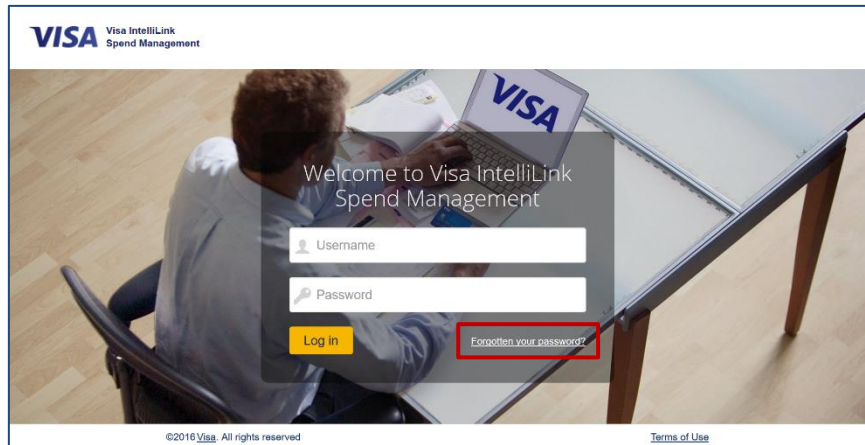 VISA
Visa IntelliLink
Spend Management
VISA
Welcome to Visa IntelliLink
Spend Management
Username
Password
Log in
Forgotten your password?
©2016 Visa. All rights reserved
Terms of Use